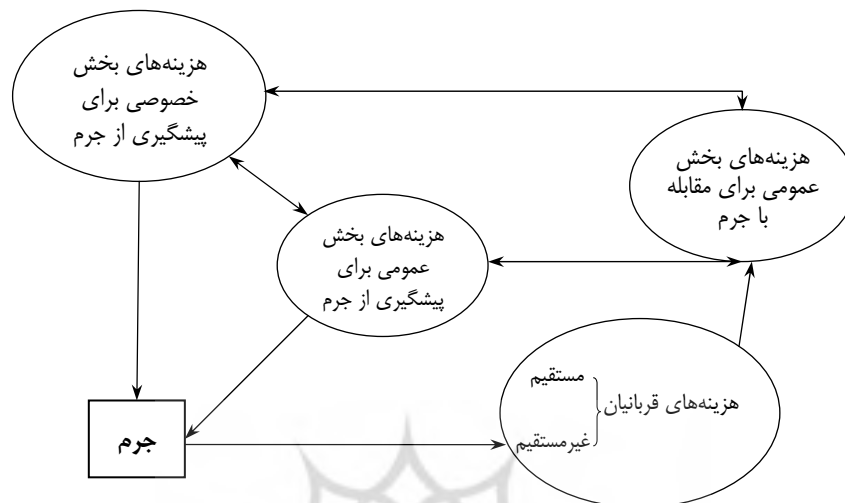 هزینه‌های بخش
خصوصی برای
پیشگیری از جرم
هزینه‌های بخش
عمومی برای مقابله
با جرم
هزینه‌های بخش
عمومی برای
پیشگیری از جرم
مستقیم
هزینه‌های قربانیان
غیرمستقیم
جرم